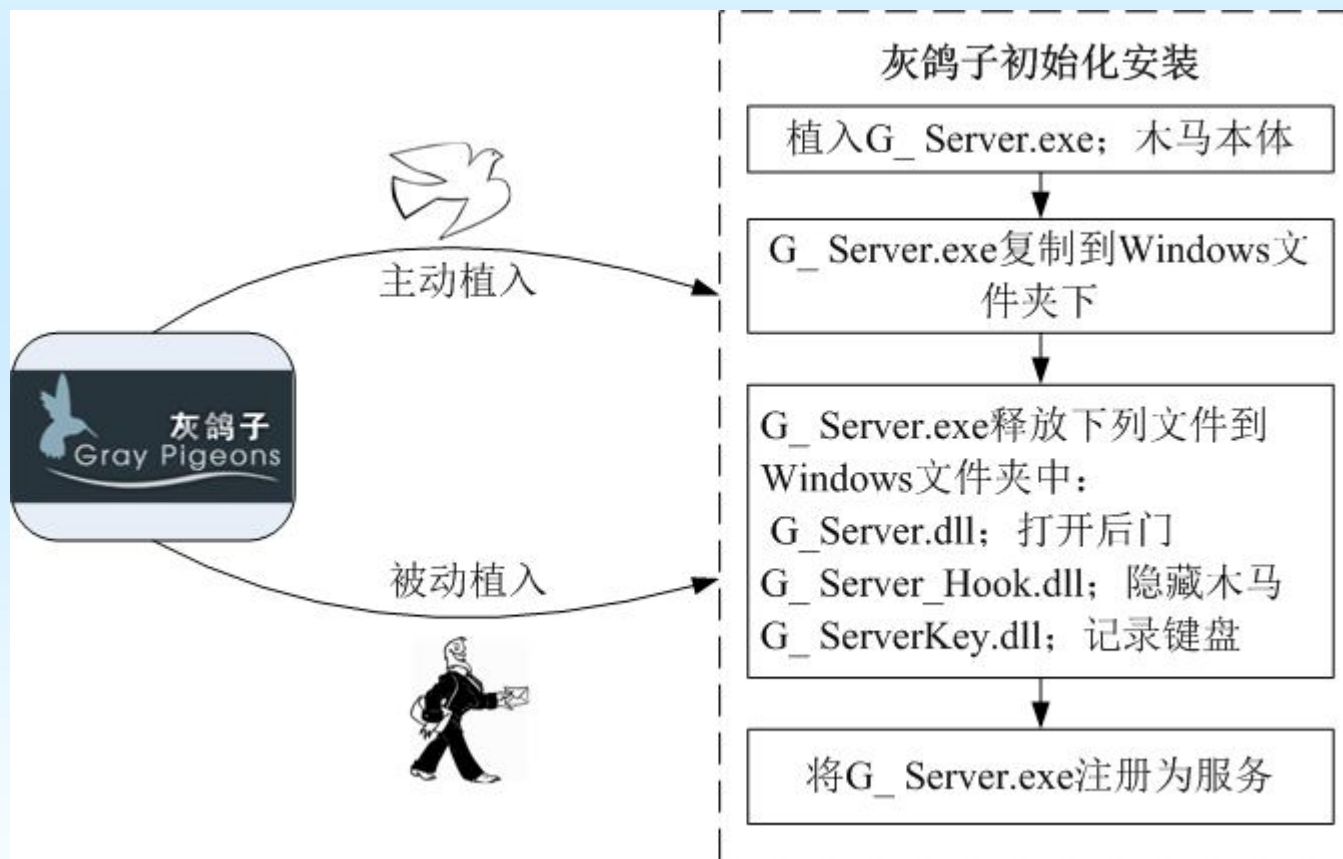 灰鸽子初始化安装
植入G_ Server.exe；木马本体
G_ Server.exe复制到Windows文
件夹下
G_ Server.exe释放下列文件到
Windows文件夹中：
G_Server.dll；打开后门
G_ Server_Hook.dll；隐藏木马
G_ ServerKey.dll；记录键盘
将G_ Server.exe注册为服务
主动植入
灰鸽子
Gray Pigeons
被动植入